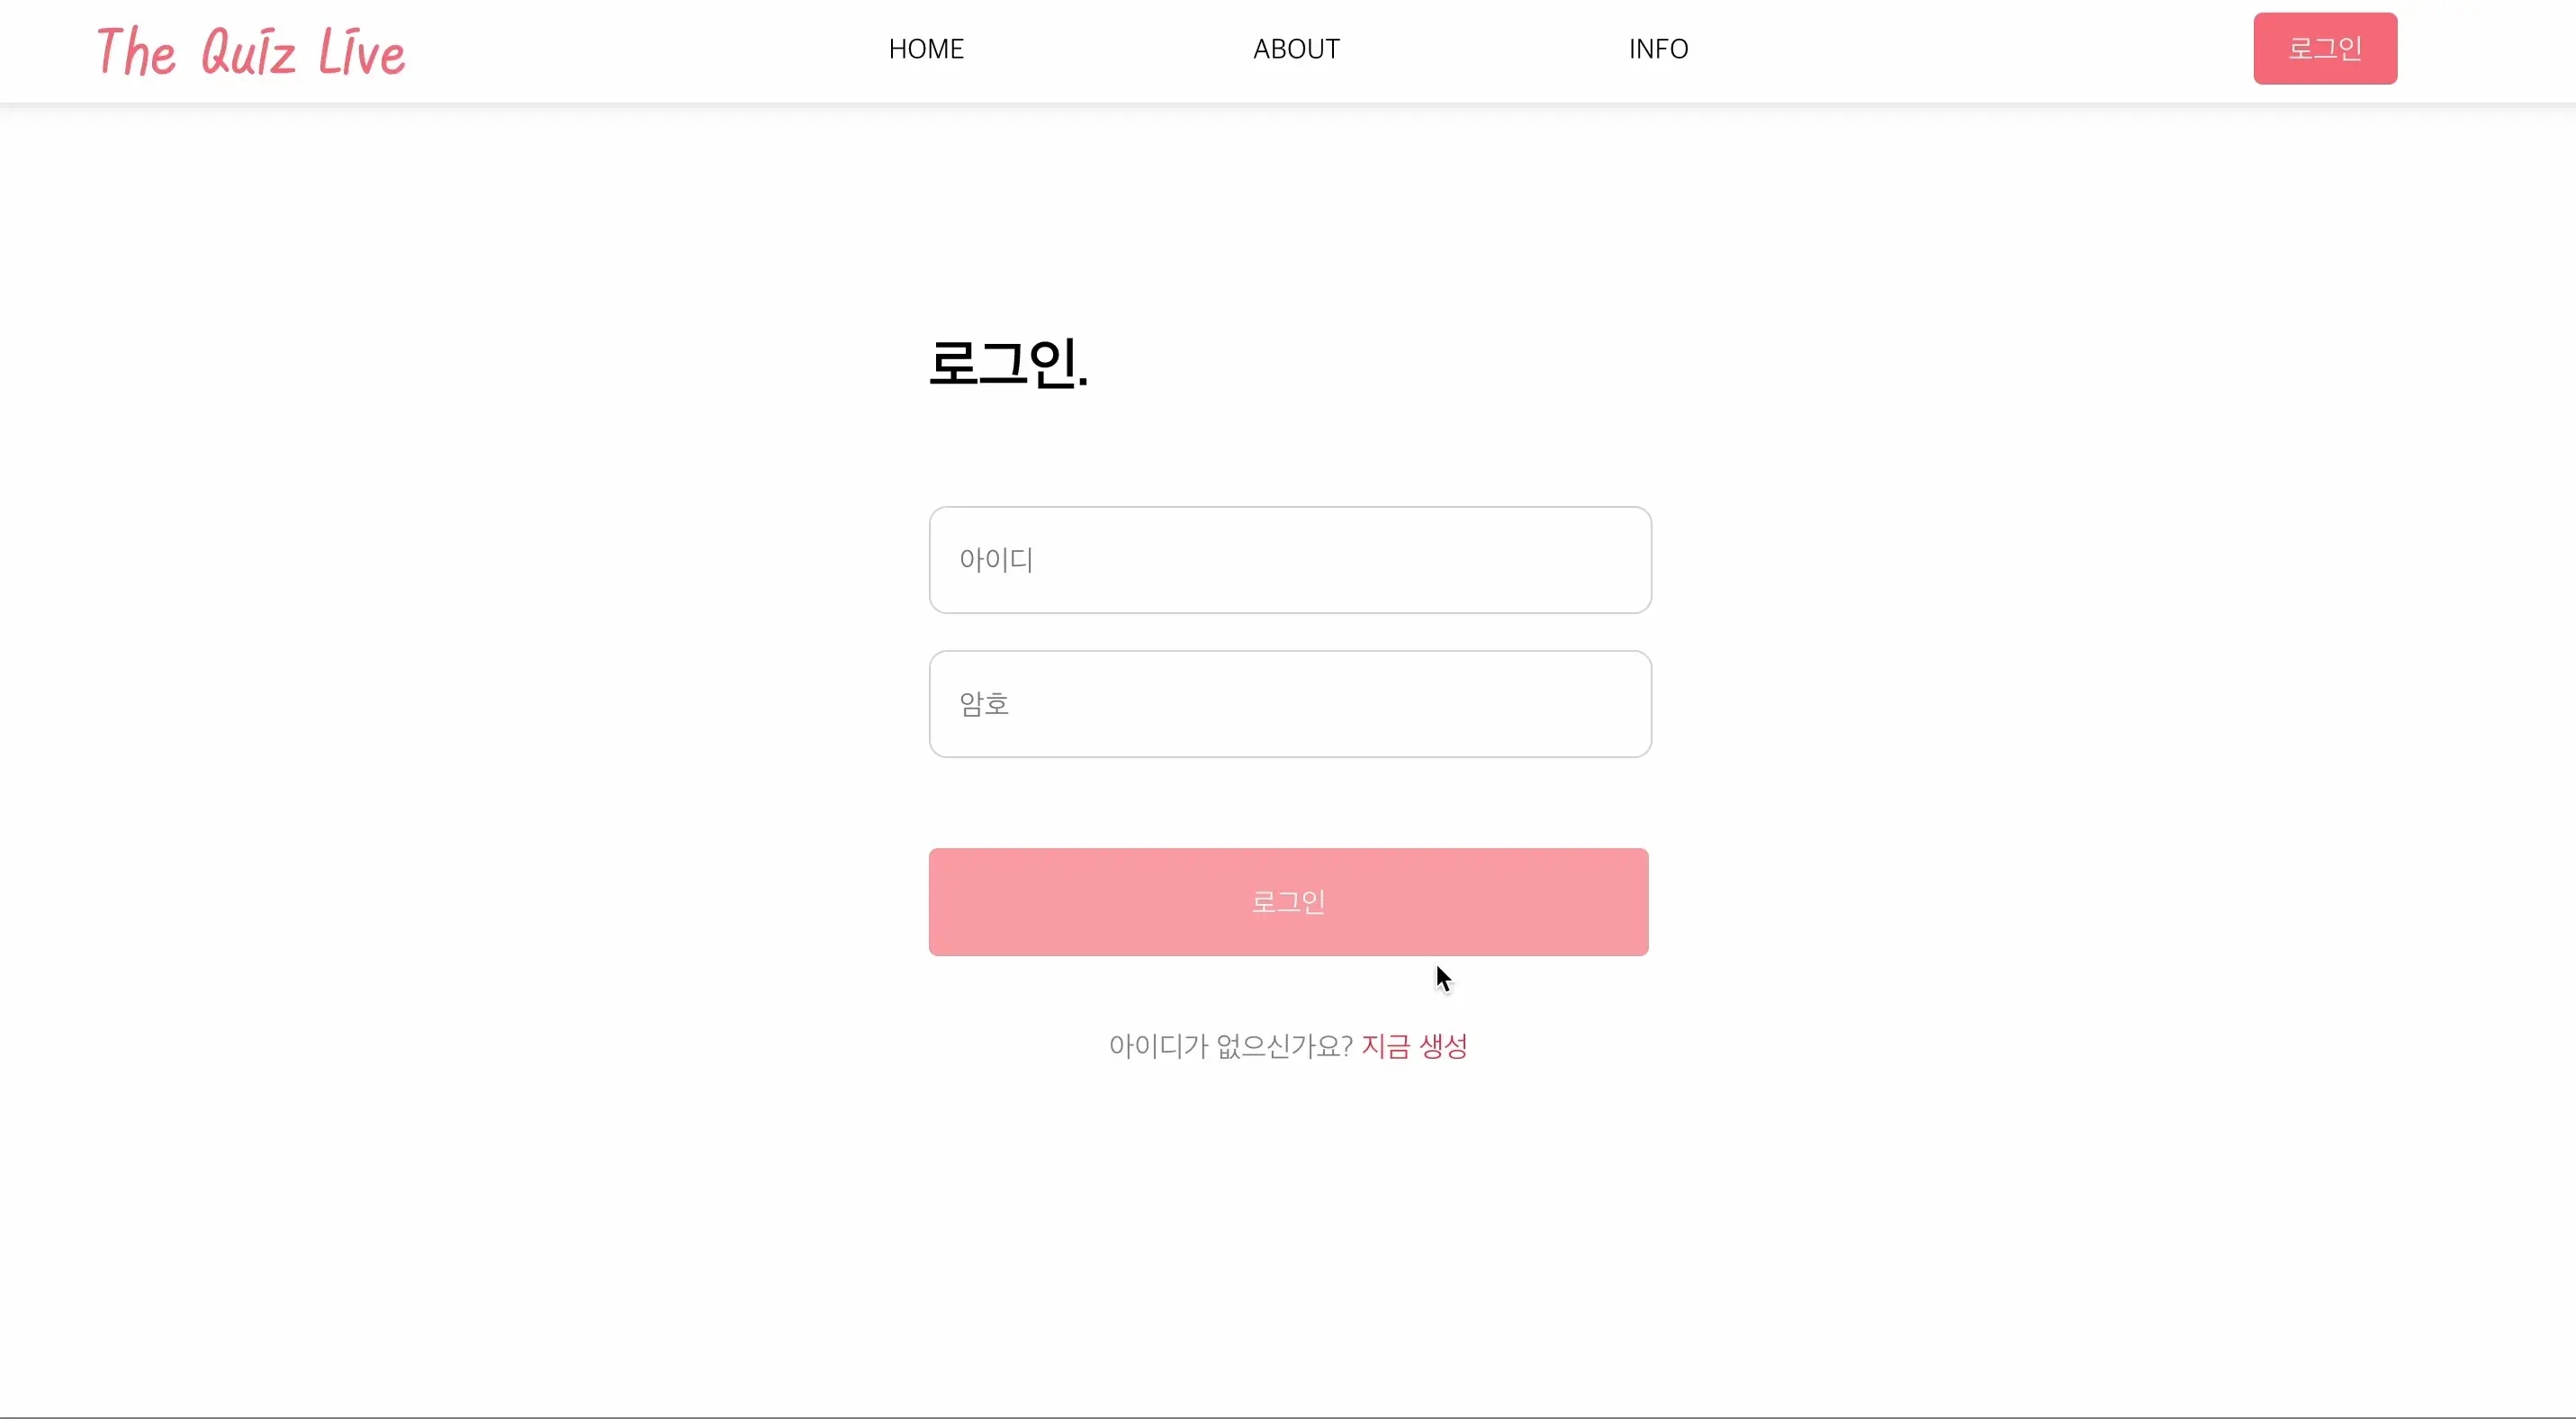 The Quiz Live
HOME ABOUT INFO 로그인
로그인.
아이디
암호
로그인
아이디가 없으신가요? 지금 생성